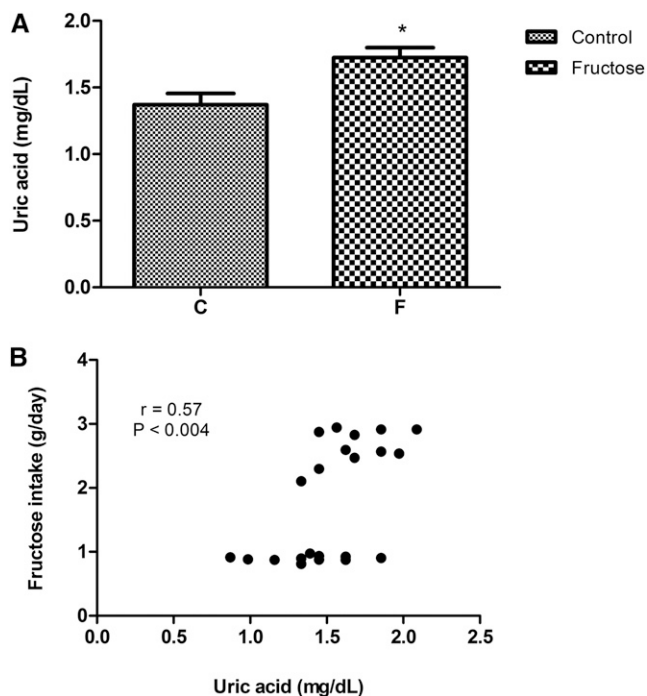 A
Uric acid (mg/dL)
2.0
1.5
1.0
0.5
0.0
*
C
F
Control
Fructose
B
Fructose intake (g/day)
4
3
2
1
0
r = 0.57
P < 0.004
0.0 0.5 1.0 1.5 2.0 2.5
Uric acid (mg/dL)